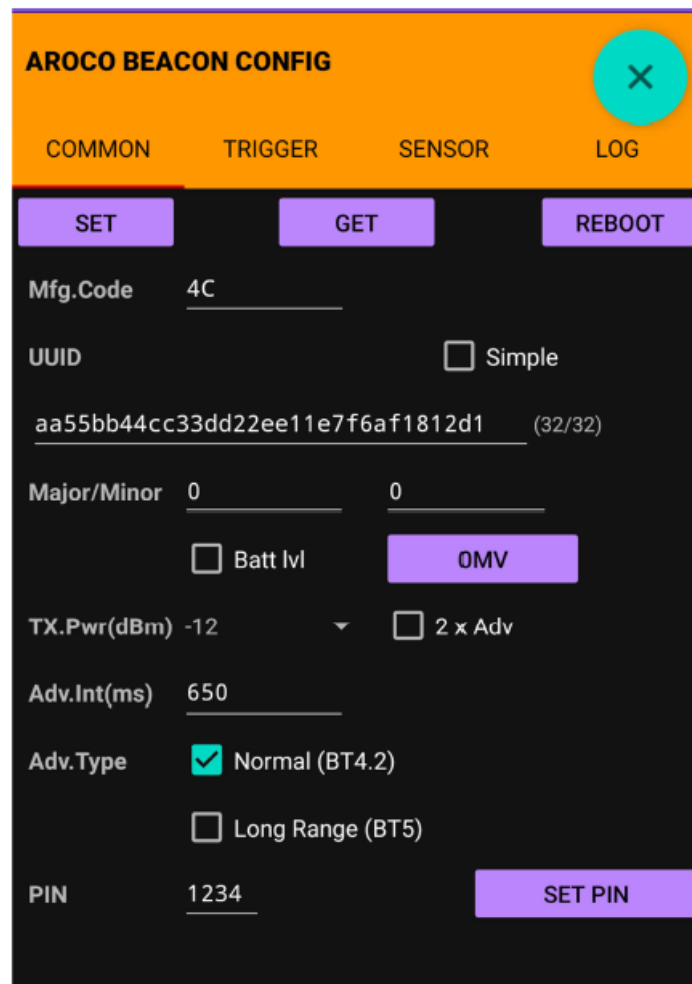 AROCO BEACON CONFIG
COMMON TRIGGER SENSOR LOG
SET GET REBOOT
Mfg.Code 4C
UUID Simple
aa55bb44cc33dd22ee11e7f6af1812d1 (32/32)
Major/Minor 0 0
Batt lvl 0MV
TX.Pwr(dBm) -12 2 x Adv
Adv.Int(ms) 650
Adv.Type Normal (BT4.2)
Long Range (BT5)
PIN 1234 SET PIN